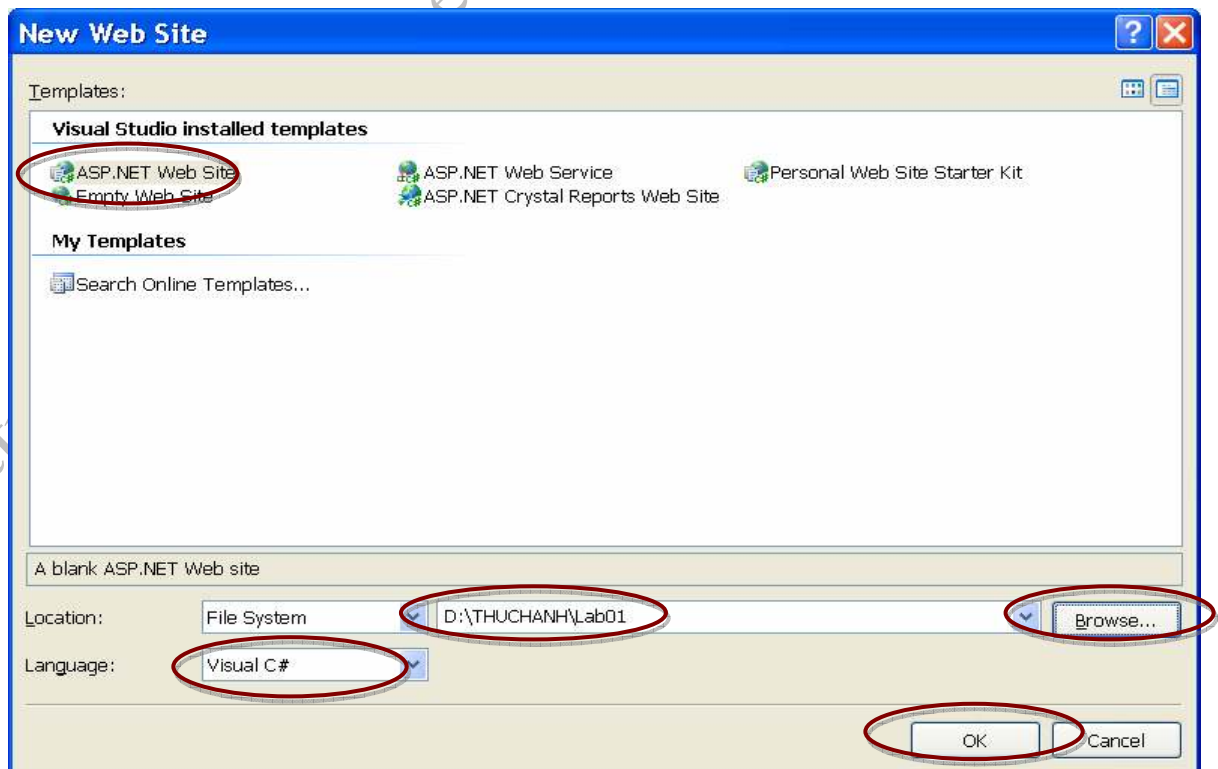 New Web Site
Templates:
Visual Studio installed templates
ASP.NET Web Site
ASP.NET Web Service
Personal Web Site Starter Kit
Empty Web Site
ASP.NET Crystal Reports Web Site
My Templates
Search Online Templates...
A blank ASP.NET Web site
Location:
File System
D:\THUCHANH\Lab01
Browse...
Language:
Visual C#
OK
Cancel